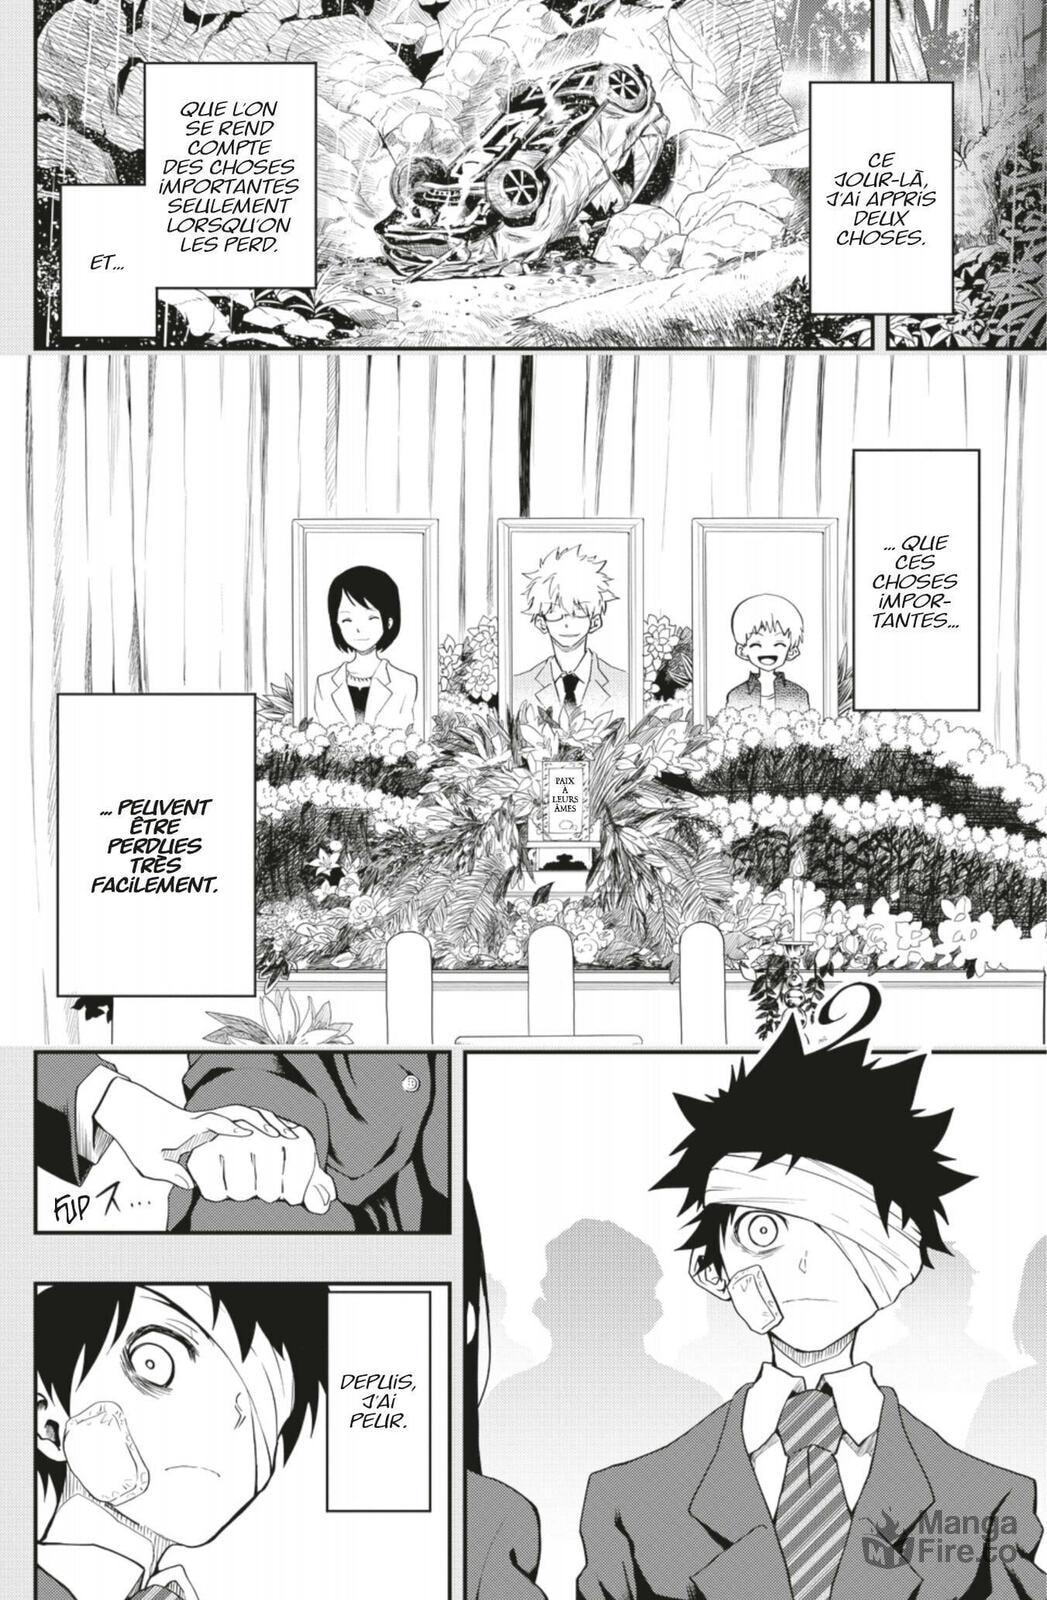 CE
JOUR-LÀ,
J'AI APPRIS
DEUX
CHOSES.
QUE L'ON
SE REND
COMPTE
DES CHOSES
IMPORTANTES
SEULEMENT
LORSQU'ON
LES PERD.
ET...
... QUE
CES
CHOSES
IMPOR-
TANTES...
PAIX
À
LEURS
ÂMES
... PEUVENT
ÊTRE
PERDUES
TRÈS
FACILEMENT.
FLIP ス...
DEPUIS,
J'AI
PEUR.
Manga
Fire.to